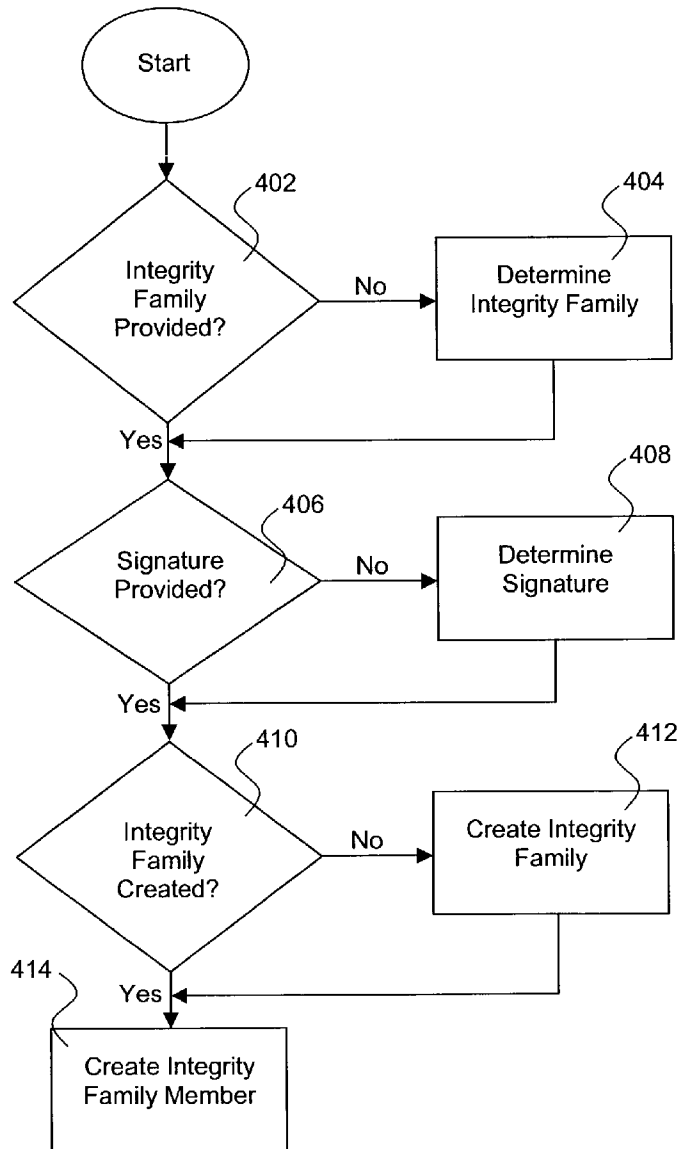 Start
402
Integrity
Family
Provided?
No
404
Determine
Integrity Family
Yes
406
Signature
Provided?
No
408
Determine
Signature
Yes
410
Integrity
Family
Created?
No
412
Create Integrity
Family
Yes
414
Create Integrity
Family Member